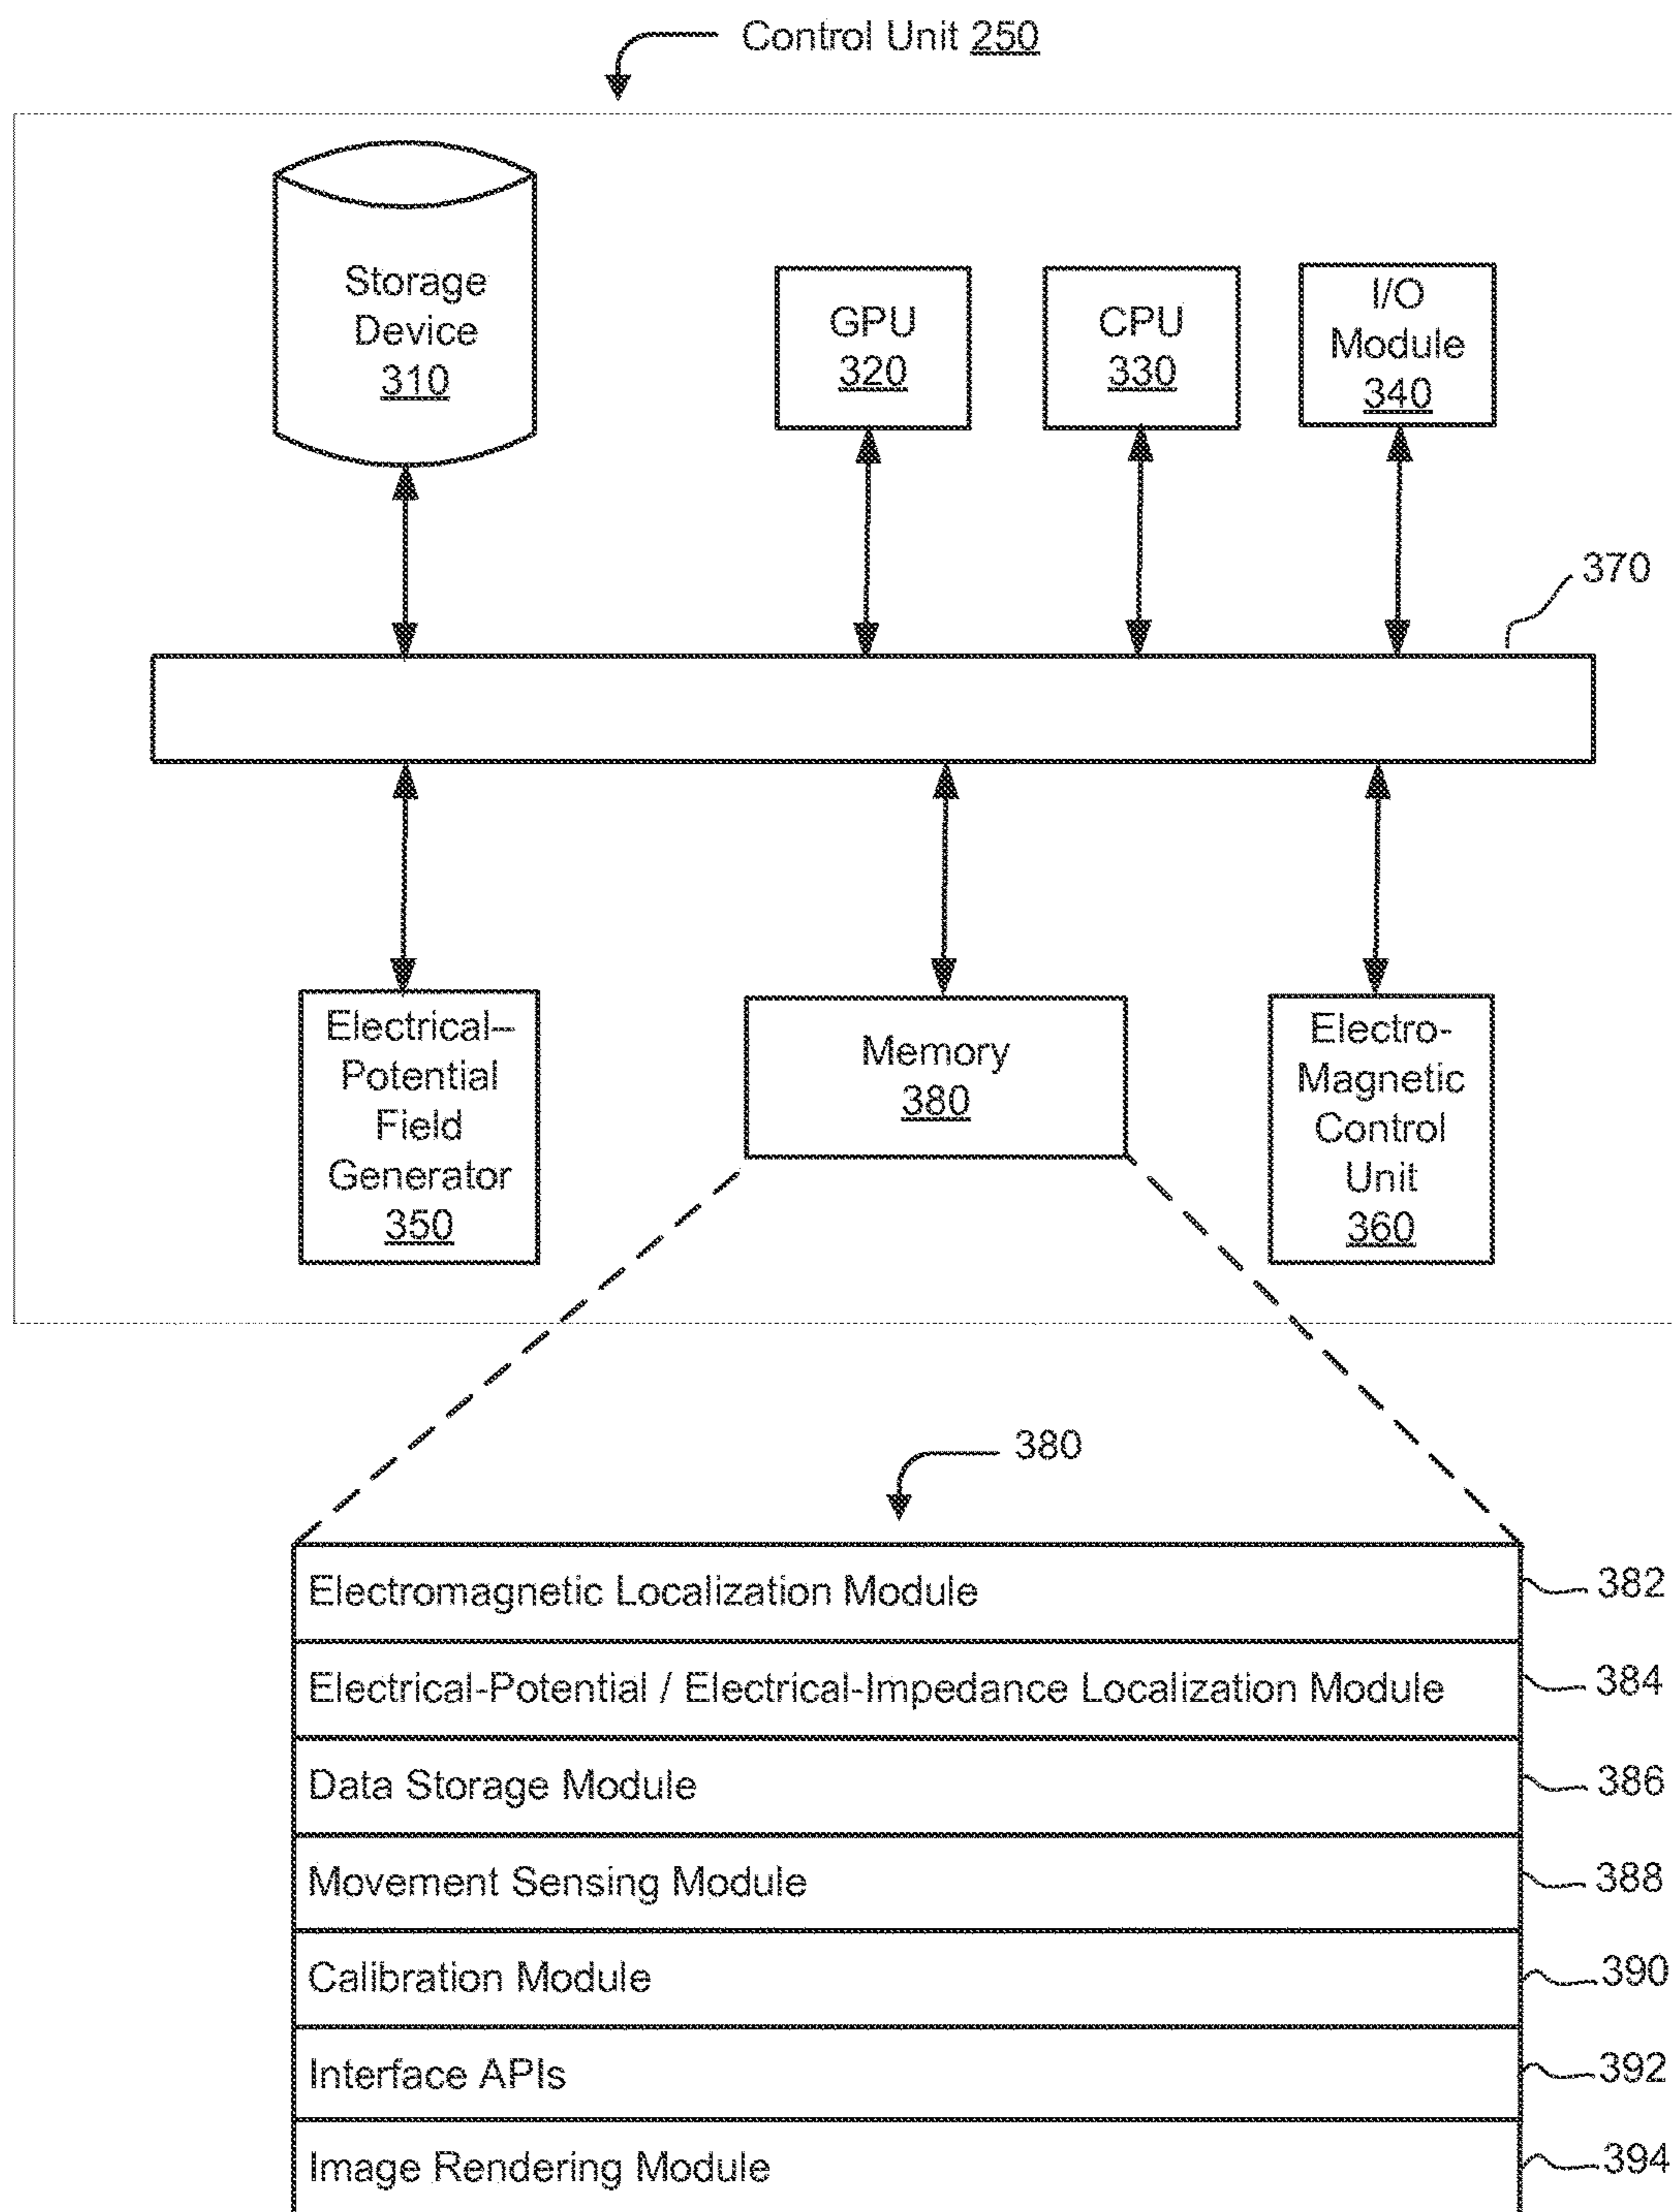 Control Unit 250
Storage
Device
310
GPU
320
CPU
330
I/O
Module
340
370
Electrical–
Potential
Field
Generator
350
Memory
380
Electro-
Magnetic
Control
Unit
360
380
Electromagnetic Localization Module 382
Electrical-Potential / Electrical-Impedance Localization Module 384
Data Storage Module 386
Movement Sensing Module 388
Calibration Module 390
Interface APIs 392
Image Rendering Module 394